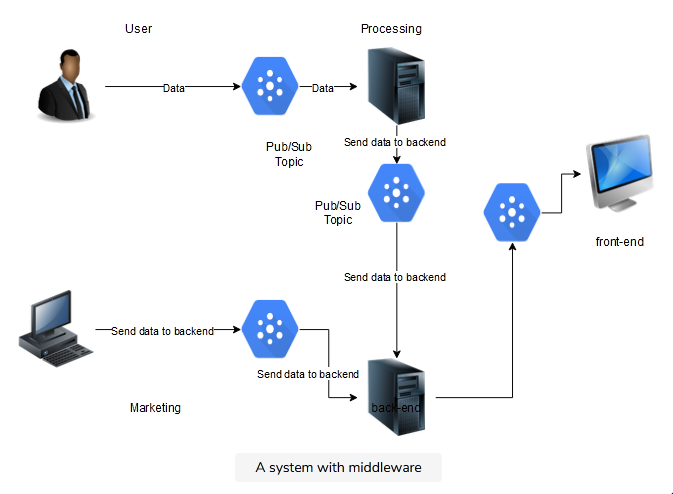 User
Processing
Data
Data
Pub/Sub
Topic
Send data to backend
Pub/Sub
Topic
front-end
Send data to backend
Send data to backend
Send data to backend
Marketing
back-end
A system with middleware
.